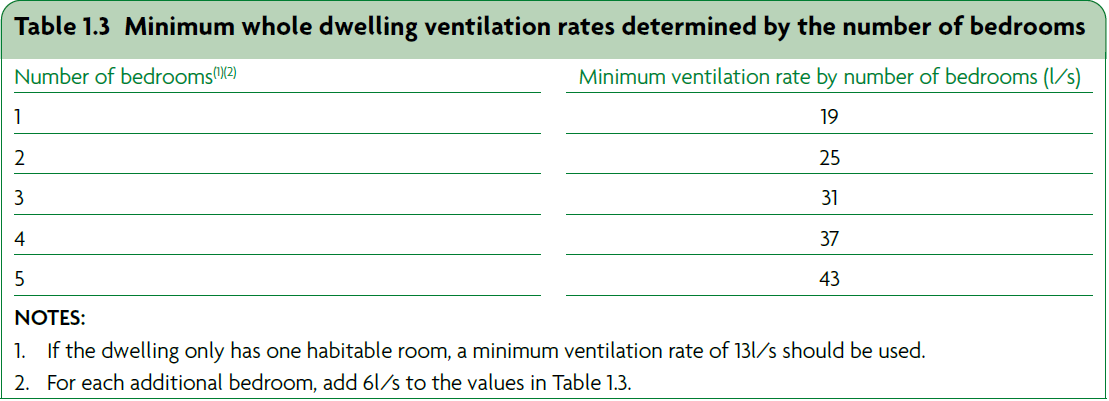 Table 1.3 Minimum whole dwelling ventilation rates determined by the number of bedrooms
Number of bedrooms(1)(2) Minimum ventilation rate by number of bedrooms (l/s)
1 19
2 25
3 31
4 37
5 43
NOTES:
1. If the dwelling only has one habitable room, a minimum ventilation rate of 13l/s should be used.
2. For each additional bedroom, add 6l/s to the values in Table 1.3.